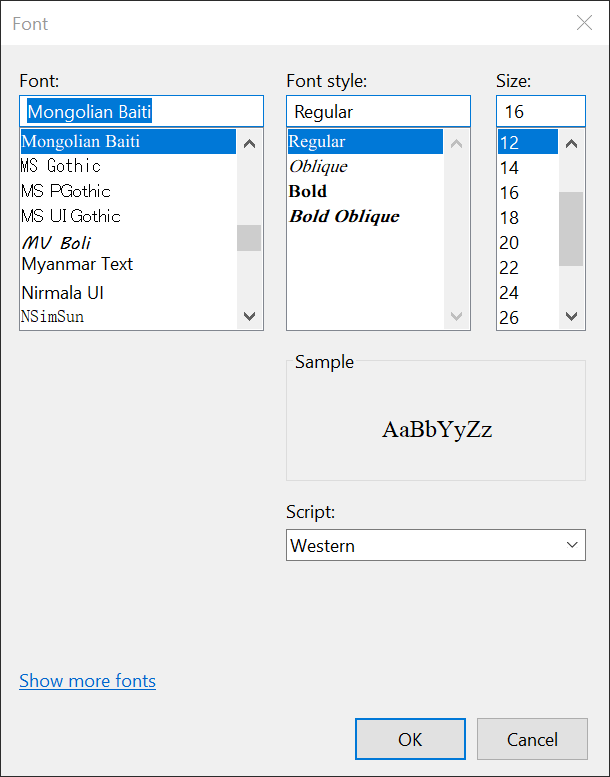 Font
Font:
Mongolian Baiti
Mongolian Baiti
MS Gothic
MS PGothic
MS UI Gothic
MV Boli
Myanmar Text
Nirmala UI
NSimSun
Font style:
Regular
Regular
Oblique
Bold
Bold Oblique
Size:
16
12
14
16
18
20
22
24
26
Sample
AaBbYyZz
Script:
Western
Show more fonts
OK
Cancel